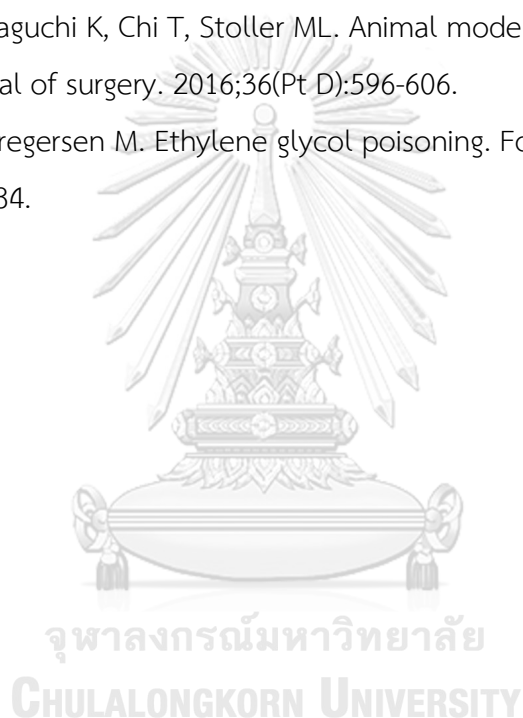 aguchi K, Chi T, Stoller ML. Animal mode
al of surgery. 2016;36(Pt D):596-606.
regersen M. Ethylene glycol poisoning. Fo
34.
จุฬาลงกรณ์มหาวิทยาลัย
CHULALONGKORN UNIVERSITY